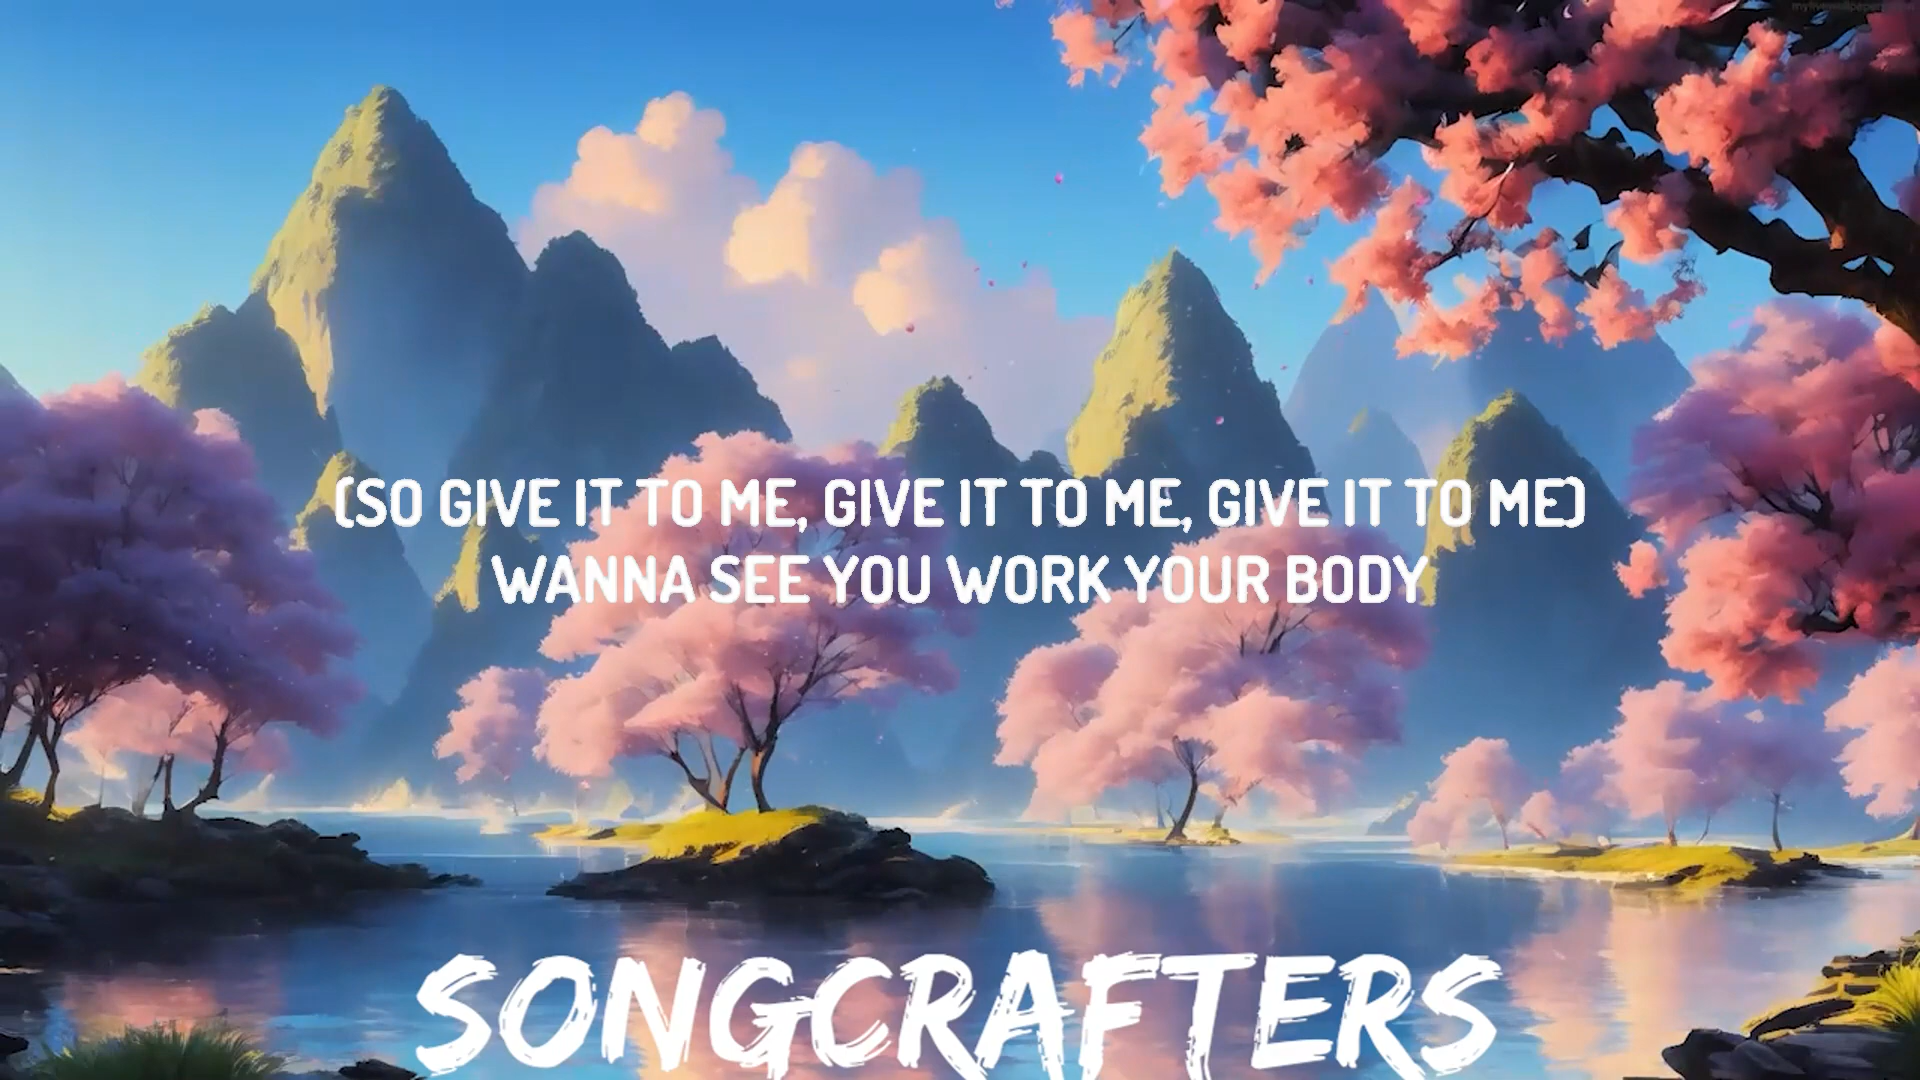 (SO GIVE IT TO ME, GIVE IT TO ME, GIVE IT TO ME)
WANNA SEE YOU WORK YOUR BODY
SONGCRAFTERS